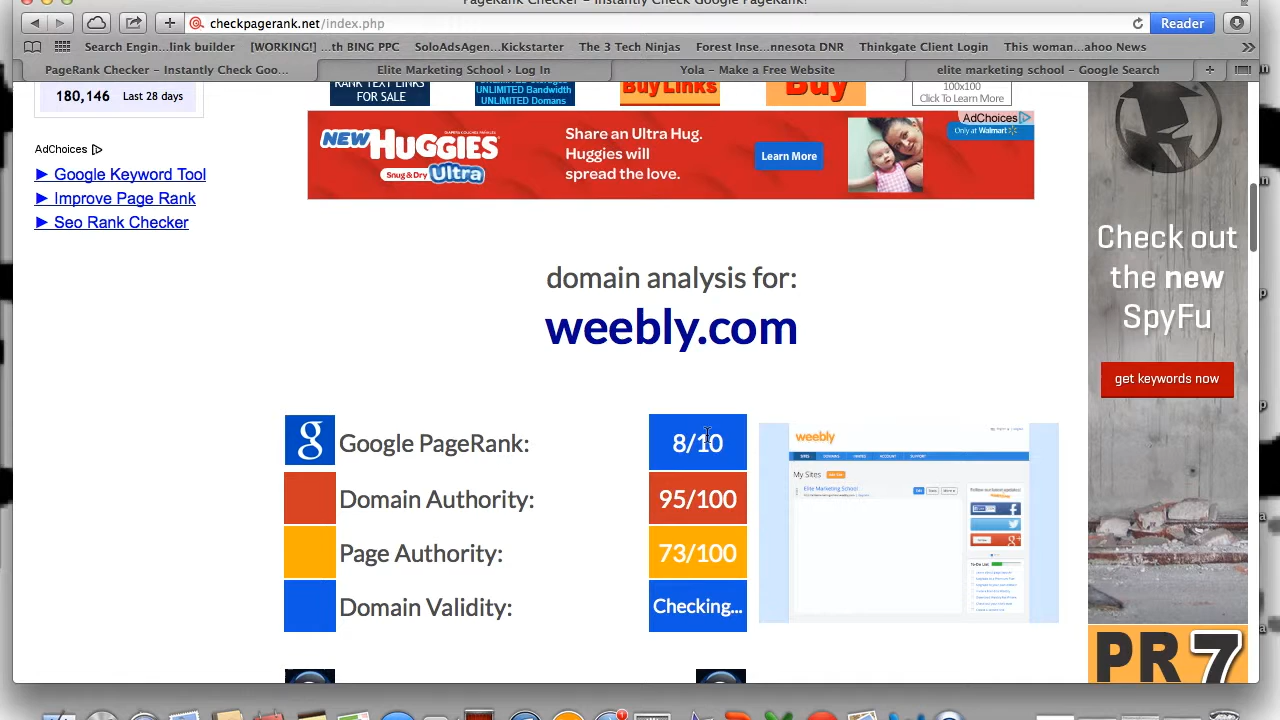 PageRank Checker – Instantly Check Google PageRank!
checkpagerank.net/index.php
Reader
Search Engin...link builder
[WORKING!] ...th BING PPC
SoloAdsAgen...Kickstarter
The 3 Tech Ninjas
Forest Inse...nnesota DNR
Thinkgate Client Login
This woman...ahoo News
PageRank Checker – Instantly Check Goo...
Elite Marketing School › Log In
Yola – Make a Free Website
elite marketing school – Google Search
180,146 Last 28 days
RANK TEXT LINKS
FOR SALE
UNLIMITED Bandwidth
UNLIMITED Domans
Buy Links
Buy
100x100
Click To Learn More
AdChoices
NEW HUGGIES
Snug & Dry Ultra
Share an Ultra Hug.
Huggies will
spread the love.
Learn More
Only at Walmart
AdChoices
► Google Keyword Tool
► Improve Page Rank
► Seo Rank Checker
Check out
the new
SpyFu
get keywords now
domain analysis for:
weebly.com
g Google PageRank: 8/10
Domain Authority: 95/100
Page Authority: 73/100
Domain Validity: Checking...
weebly
SITES DOMAINS ACCOUNT SUPPORT
My Sites
Elite Marketing School
PR 7
1